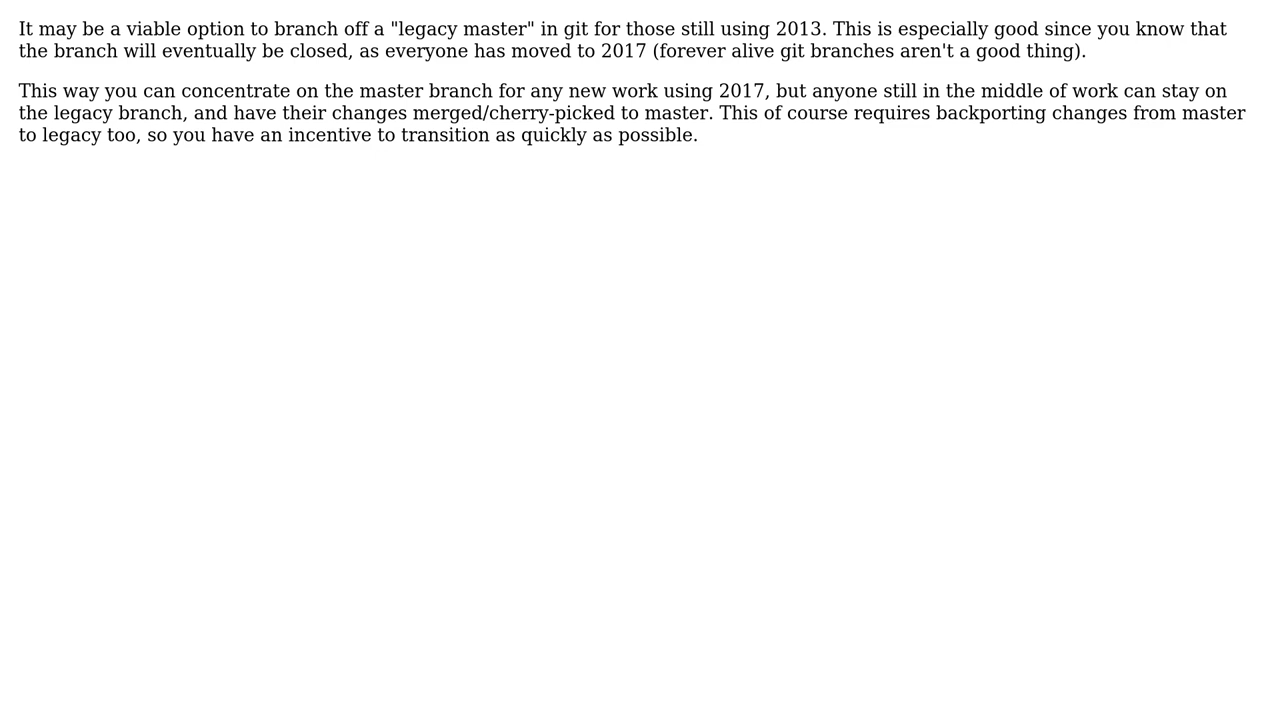 It may be a viable option to branch off a "legacy master" in git for those still using 2013. This is especially good since you know that
the branch will eventually be closed, as everyone has moved to 2017 (forever alive git branches aren't a good thing).
This way you can concentrate on the master branch for any new work using 2017, but anyone still in the middle of work can stay on
the legacy branch, and have their changes merged/cherry-picked to master. This of course requires backporting changes from master
to legacy too, so you have an incentive to transition as quickly as possible.